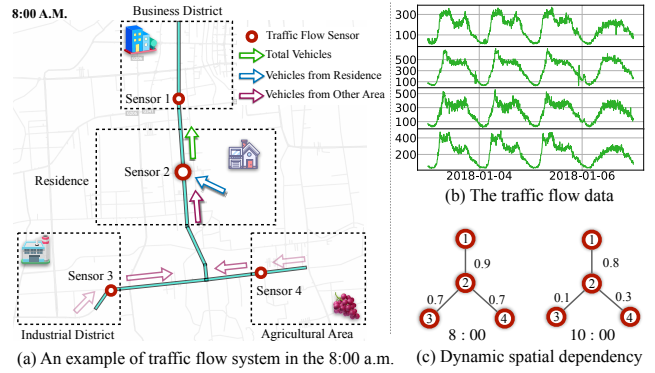 8:00 A.M.
Business District
Traffic Flow Sensor
Total Vehicles
Vehicles from Residence
Vehicles from Other Area
Sensor 1
Residence
Sensor 2
Sensor 3
Sensor 4
Industrial District
Agricultural Area
(a) An example of traffic flow system in the 8:00 a.m.
300
100
500
300
100
500
300
100
400
200
2018-01-04
2018-01-06
(b) The traffic flow data
1
0.9
2
0.7
0.7
3
4
8 : 00
1
0.8
2
0.1
0.3
3
4
10 : 00
(c) Dynamic spatial dependency